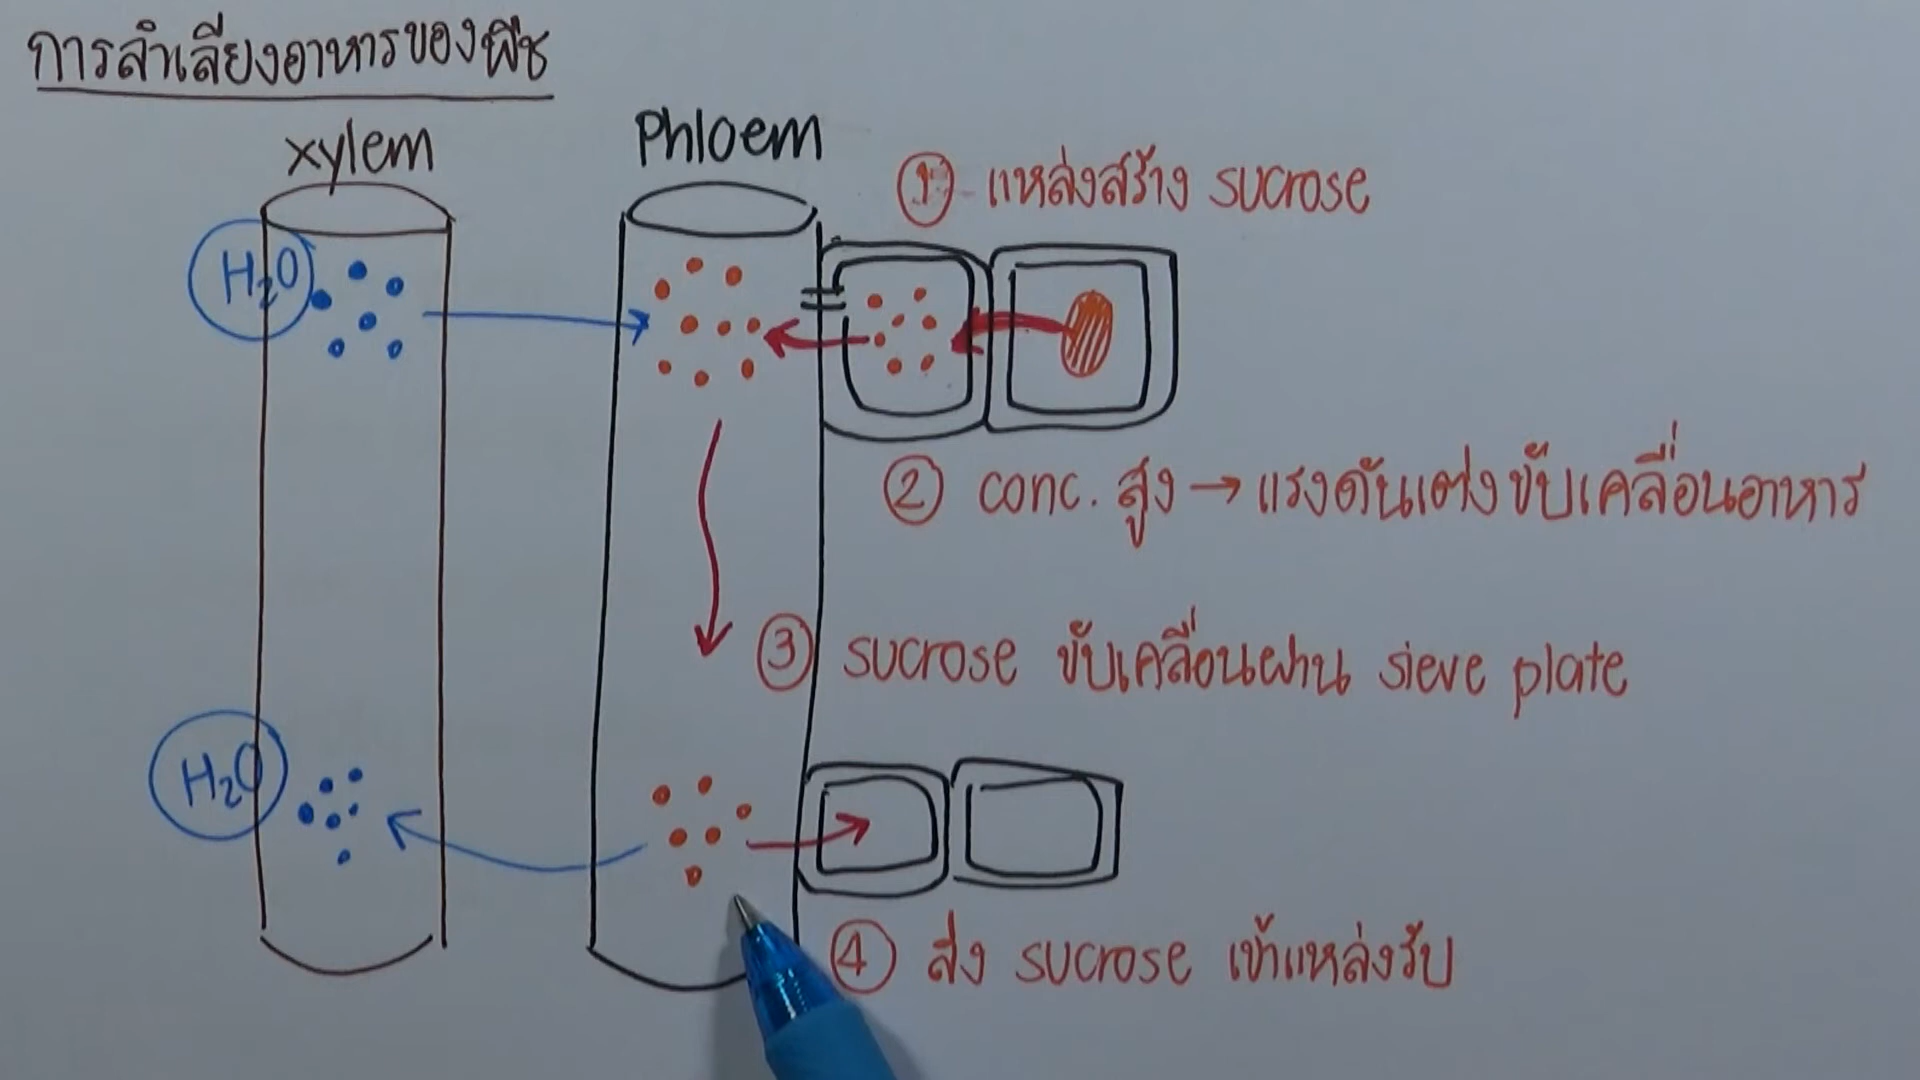 การลำเลียงอาหารของพืช
xylem
Phloem
① แหล่งสร้าง sucrose
H₂O
② conc. สูง → แรงดันเต่งขับเคลื่อนอาหาร
③ sucrose ขับเคลื่อนผ่าน sieve plate
H₂O
④ ส่ง sucrose เข้าแหล่งรับ